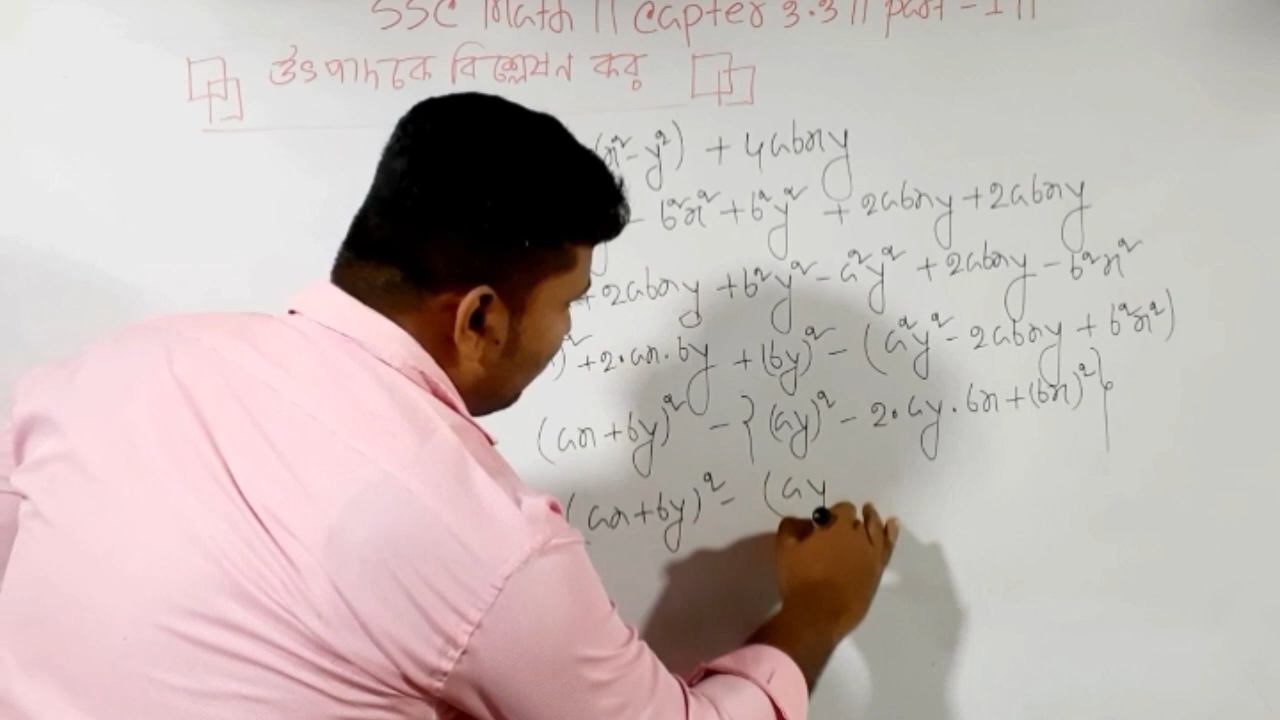 SSC Math || Capter 3.3 || part - 1 ||
উৎপাদকে বিশ্লেষন কর
(x²-y²) + 4abxy
- b²x² + b²y² + 2abxy + 2abxy
+ 2abxy + b²y² - a²y² + 2abxy - b²x²
)² + 2·ax·by + (by)² - (a²y² - 2abxy + b²x²)
(ax+by)² - {(ay)² - 2·ay·bx + (bx)²}
(ax+by)² - (ay